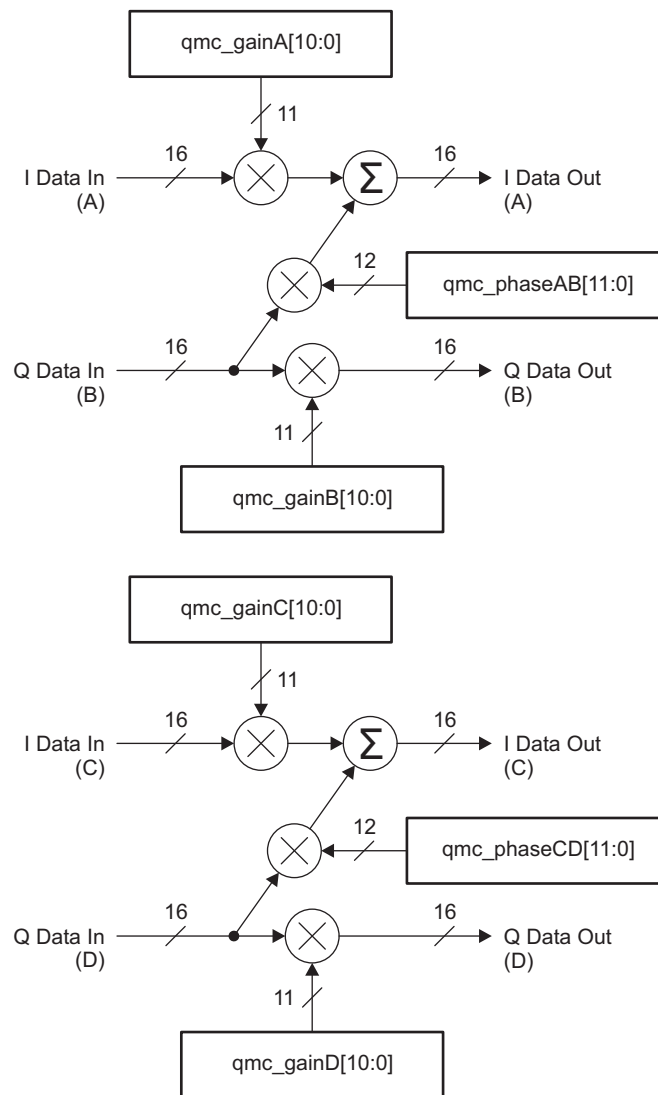 qmc_gainA[10:0]
11
16
16
I Data In
(A)
Σ
I Data Out
(A)
12
qmc_phaseAB[11:0]
16
16
Q Data In
(B)
Q Data Out
(B)
11
qmc_gainB[10:0]
qmc_gainC[10:0]
11
16
16
I Data In
(C)
Σ
I Data Out
(C)
12
qmc_phaseCD[11:0]
16
16
Q Data In
(D)
Q Data Out
(D)
11
qmc_gainD[10:0]